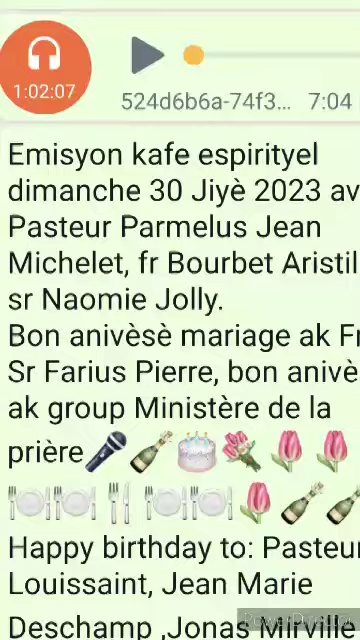 1:02:07
524d6b6a-74f3... 7:04
Emisyon kafe espirityel
dimanche 30 Jiyè 2023 av
Pasteur Parmelus Jean
Michelet, fr Bourbet Aristil
sr Naomie Jolly.
Bon anivèsè mariage ak Fr
Sr Farius Pierre, bon anivè
ak group Ministère de la
prière🎤🍾🎂💐🌷🌷
🍽️🍽️🍴🍽️🍽️🌷🍾🍾
Happy birthday to: Pasteur
Louissaint, Jean Marie
Deschamp ,Jonas Mirville